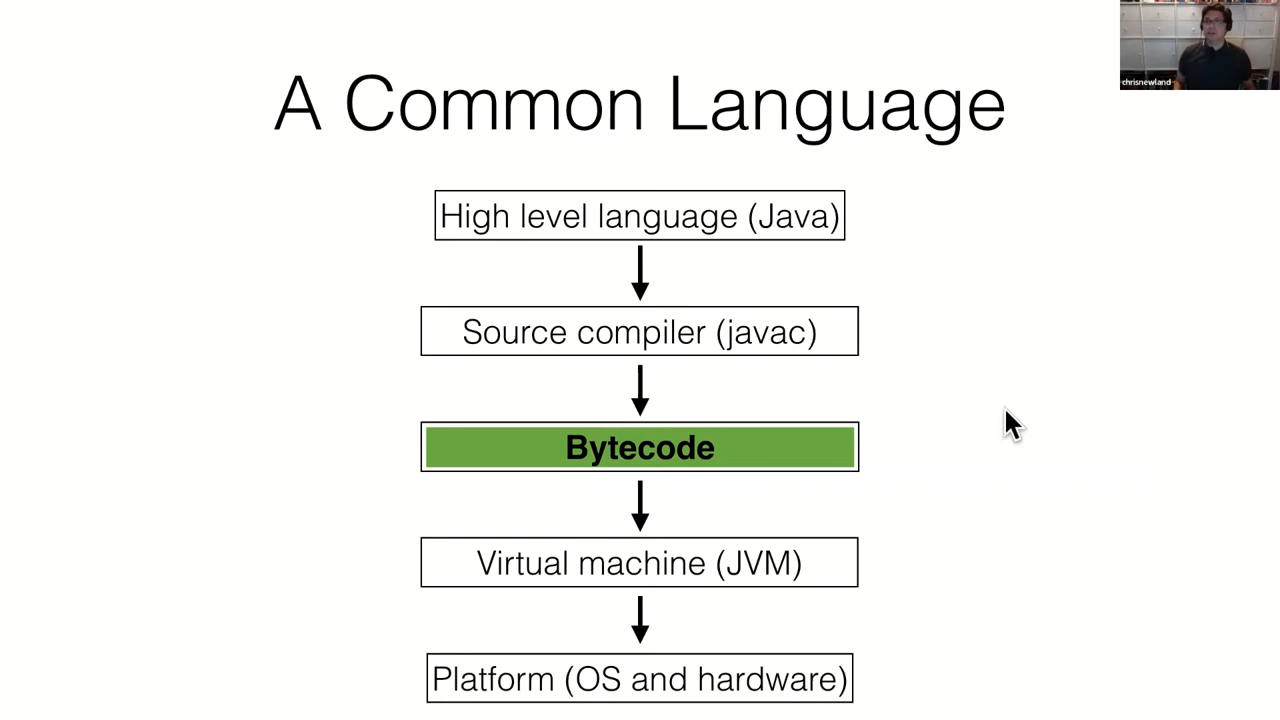 chrisnewland
A Common Language
High level language (Java)
Source compiler (javac)
Bytecode
Virtual machine (JVM)
Platform (OS and hardware)